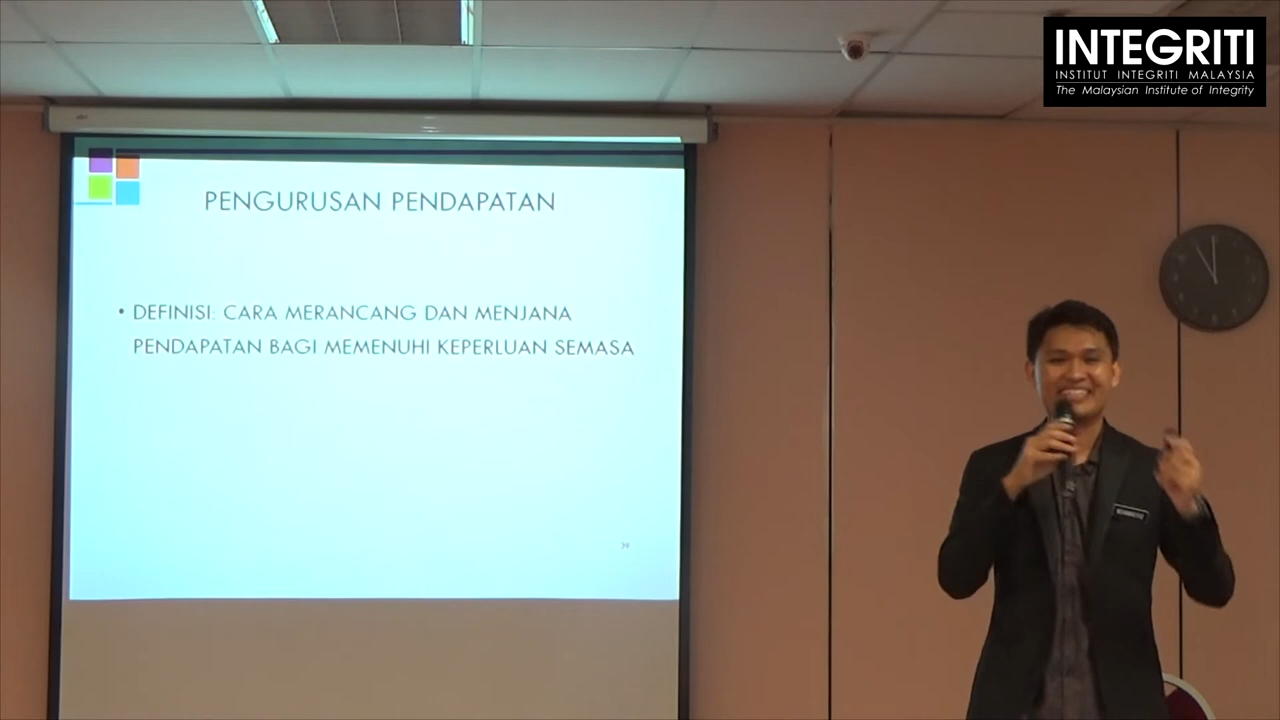 INTEGRITI
INSTITUT INTEGRITI MALAYSIA
The Malaysian Institute of Integrity
PENGURUSAN PENDAPATAN
• DEFINISI: CARA MERANCANG DAN MENJANA
PENDAPATAN BAGI MEMENUHI KEPERLUAN SEMASA